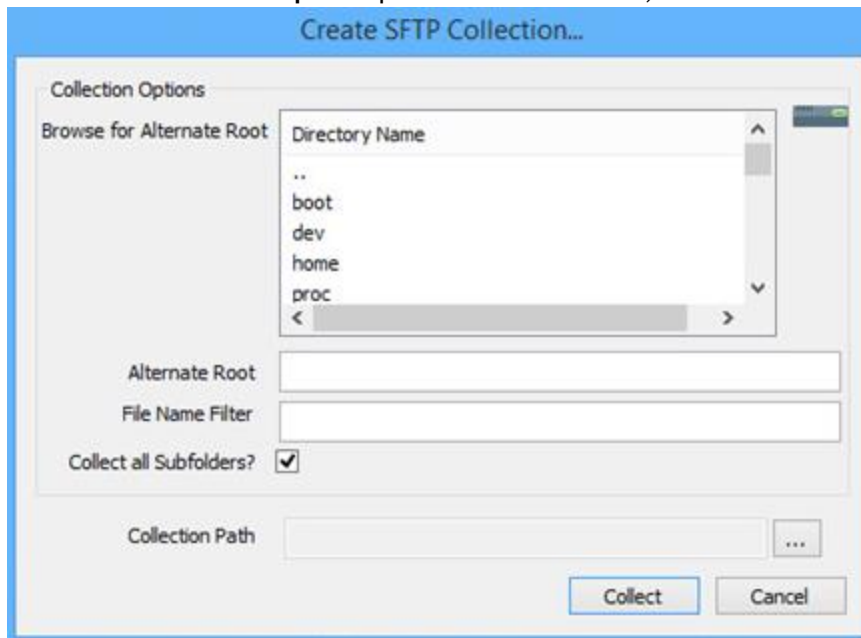 Create SFTP Collection...
Collection Options
Browse for Alternate Root
Directory Name
..
boot
dev
home
proc
Alternate Root
File Name Filter
Collect all Subfolders?
Collection Path
...
Collect
Cancel